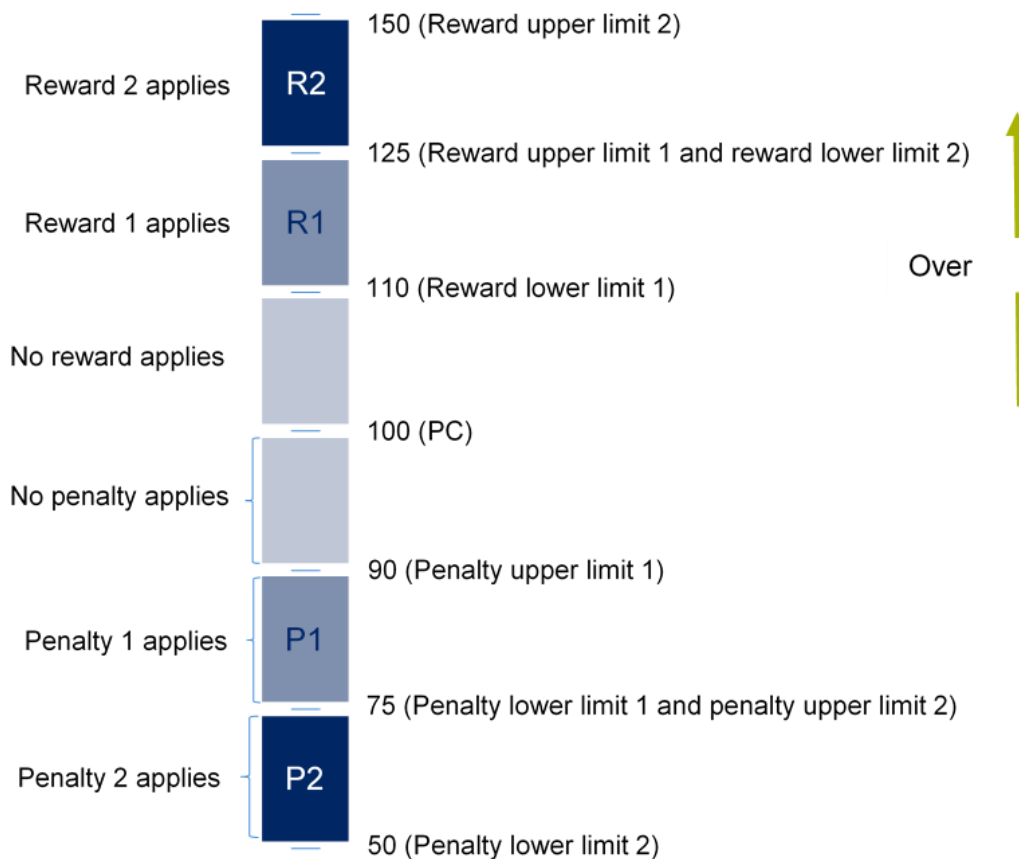 150 (Reward upper limit 2)
Reward 2 applies
R2
125 (Reward upper limit 1 and reward lower limit 2)
Reward 1 applies
R1
Over
110 (Reward lower limit 1)
No reward applies
100 (PC)
No penalty applies
90 (Penalty upper limit 1)
Penalty 1 applies
P1
75 (Penalty lower limit 1 and penalty upper limit 2)
Penalty 2 applies
P2
50 (Penalty lower limit 2)